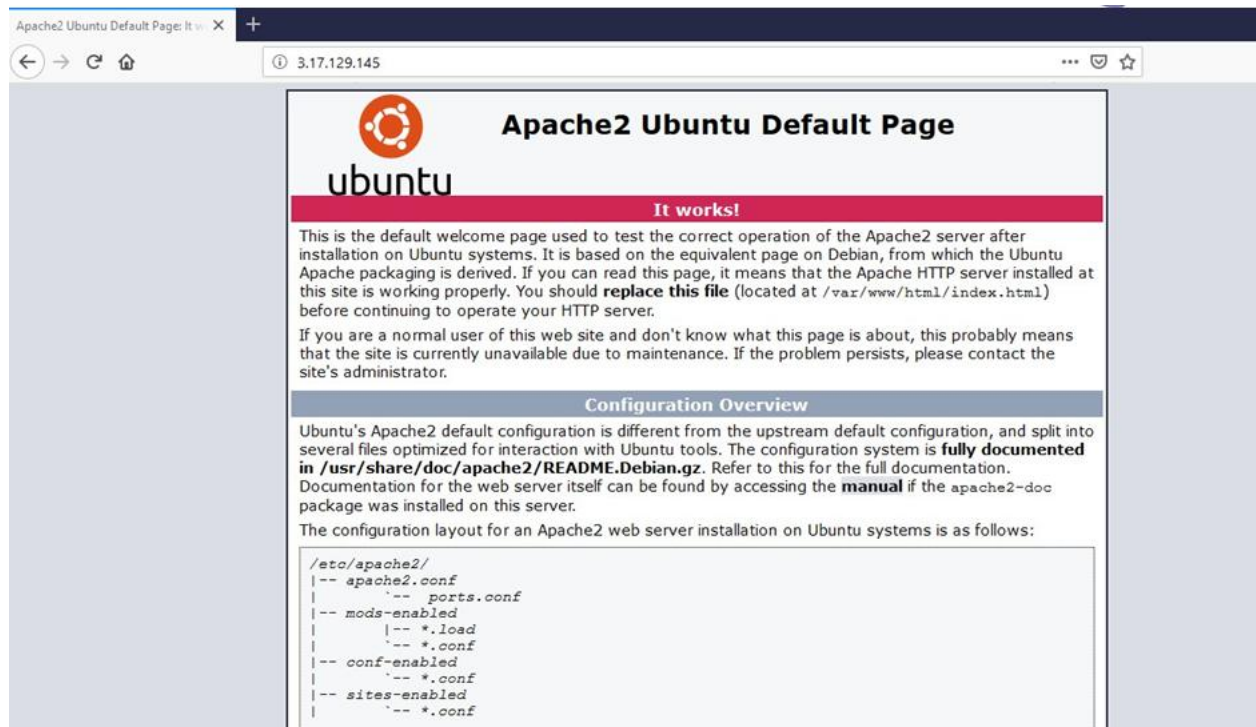 Apache2 Ubuntu Default Page: It w
3.17.129.145
Apache2 Ubuntu Default Page
ubuntu
It works!
This is the default welcome page used to test the correct operation of the Apache2 server after
installation on Ubuntu systems. It is based on the equivalent page on Debian, from which the Ubuntu
Apache packaging is derived. If you can read this page, it means that the Apache HTTP server installed at
this site is working properly. You should replace this file (located at /var/www/html/index.html)
before continuing to operate your HTTP server.
If you are a normal user of this web site and don't know what this page is about, this probably means
that the site is currently unavailable due to maintenance. If the problem persists, please contact the
site's administrator.
Configuration Overview
Ubuntu's Apache2 default configuration is different from the upstream default configuration, and split into
several files optimized for interaction with Ubuntu tools. The configuration system is fully documented
in /usr/share/doc/apache2/README.Debian.gz. Refer to this for the full documentation.
Documentation for the web server itself can be found by accessing the manual if the apache2-doc
package was installed on this server.
The configuration layout for an Apache2 web server installation on Ubuntu systems is as follows:
/etc/apache2/
|-- apache2.conf
|       `--  ports.conf
|-- mods-enabled
|       |-- *.load
|       `-- *.conf
|-- conf-enabled
|       `-- *.conf
|-- sites-enabled
|       `-- *.conf